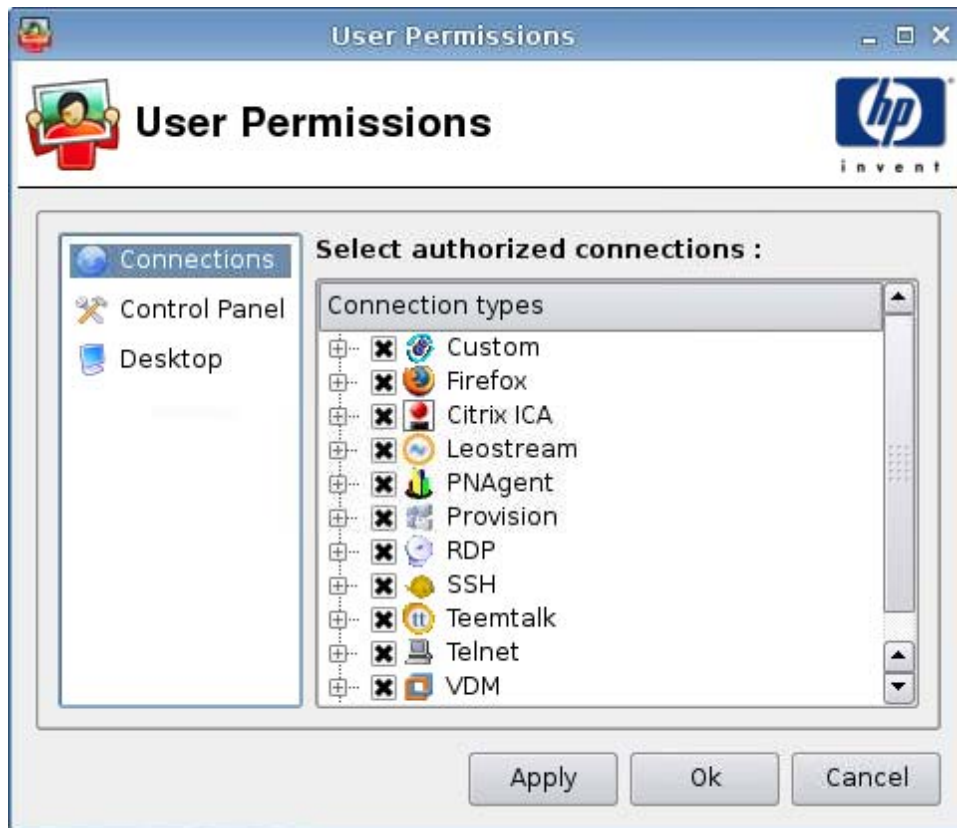 User Permissions
User Permissions
hp
invent
Connections
Control Panel
Desktop
Select authorized connections :
Connection types
Custom
Firefox
Citrix ICA
Leostream
PNAgent
Provision
RDP
SSH
tt Teemtalk
Telnet
VDM
Apply
Ok
Cancel